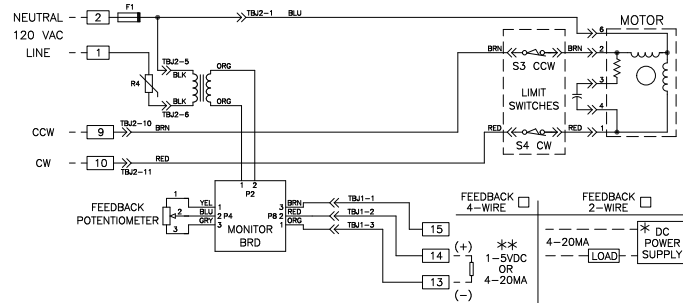 NEUTRAL 2 F1 TBJ2-1 BLU 6 MOTOR
120 VAC
LINE 1
BRN S3 CCW BRN 2
TBJ2-5
BLK ORG
R4
BLK ORG
TBJ2-6
LIMIT
SWITCHES
3
4
CCW 9 TBJ2-10 BRN
RED S4 CW RED 1
CW 10 TBJ2-11 RED
1 2
P2
FEEDBACK
POTENTIOMETER
1 YEL 1
2 BLU 2 P4
3 GRY 3
MONITOR
BRD
3 BRN TBJ1-1
P8 2 RED TBJ1-2
1 ORG TBJ1-3
15
14 (+)
13 (-)
FEEDBACK
4-WIRE
**
1-5VDC
OR
4-20MA
FEEDBACK
2-WIRE
4-20MA
LOAD
* DC
POWER
SUPPLY